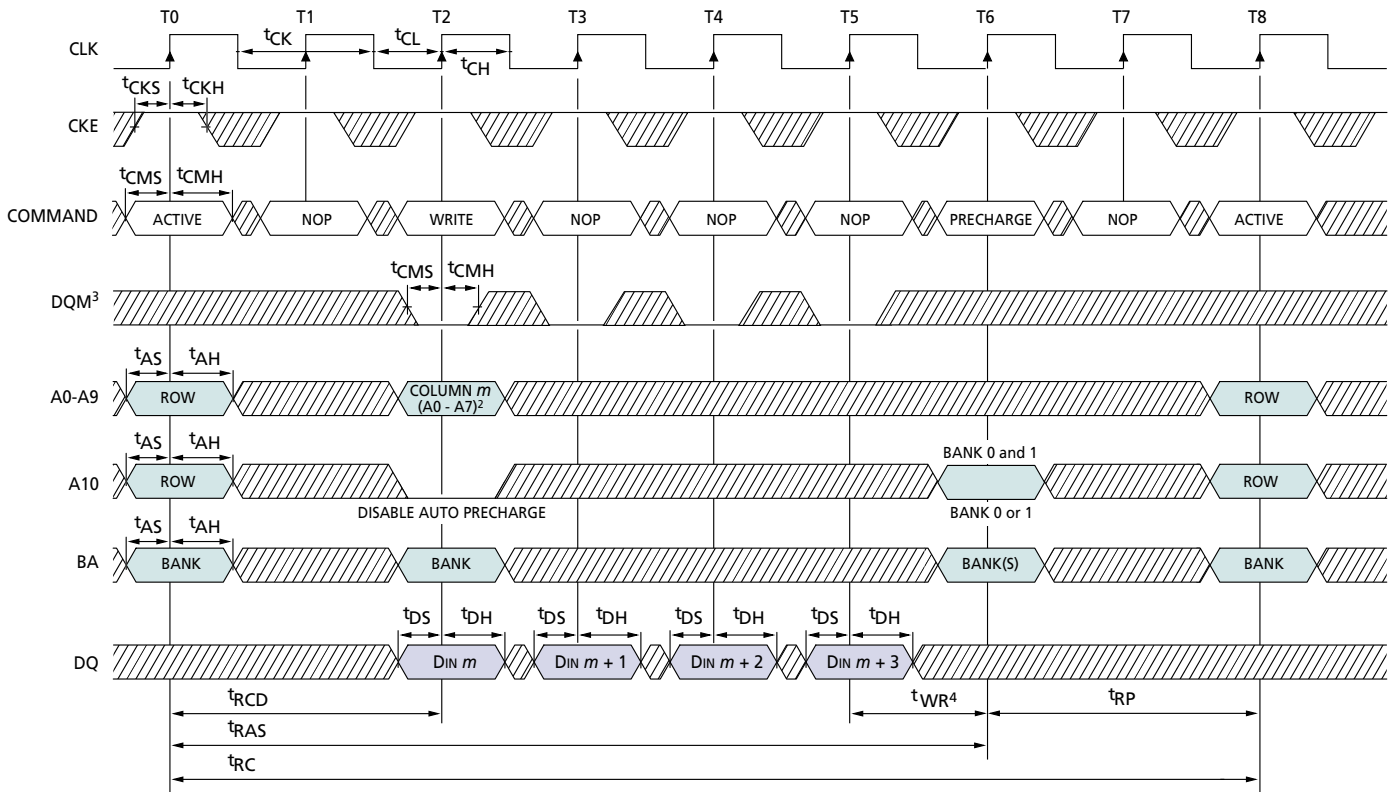 T0 T1 T2 T3 T4 T5 T6 T7 T8
CLK
tCK tCL
tCH
tCKS tCKH
CKE
tCMS tCMH
COMMAND ACTIVE NOP WRITE NOP NOP NOP PRECHARGE NOP ACTIVE
tCMS tCMH
DQM3
tAS tAH
A0-A9 ROW COLUMN m ROW
(A0 - A7)2
tAS tAH
BANK 0 and 1
A10 ROW ROW
DISABLE AUTO PRECHARGE BANK 0 or 1
tAS tAH
BA BANK BANK BANK(S) BANK
tDS tDH tDS tDH tDS tDH tDS tDH
DQ DIN m DIN m + 1 DIN m + 2 DIN m + 3
tRCD tWR4 tRP
tRAS
tRC